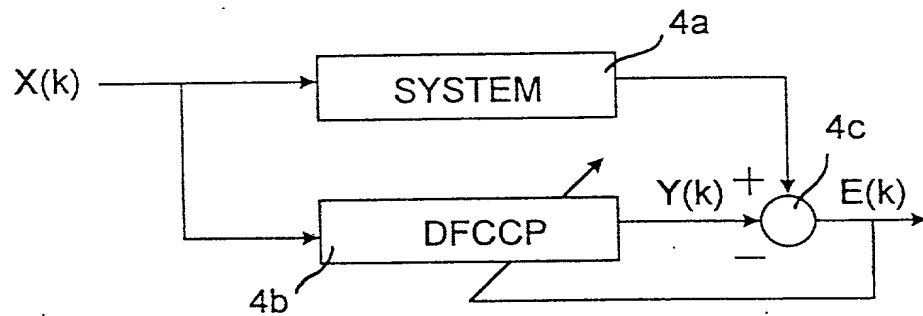 4a
X(k)
SYSTEM
4c
+
Y(k)
E(k)
DFCCP
−
4b